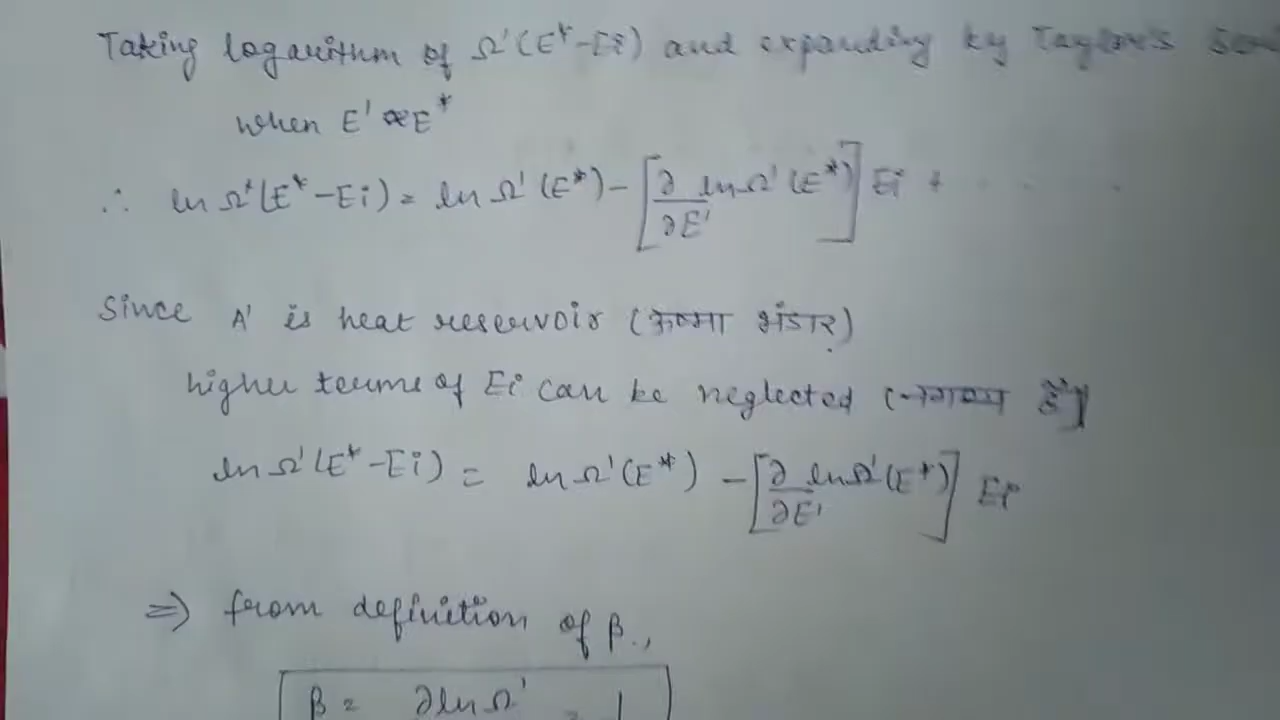 Taking logarithm of Ω'(E*-Ei) and expanding by Taylor's
when E' ≈ E*
∴ ln Ω'(E*-Ei) = ln Ω'(E*) - [∂/∂E' ln Ω'(E*)] Ei + . . . .
Since A' is heat reservoir (ऊष्मा भंडार)
higher terms of Ei can be neglected (नगण्य है)
ln Ω'(E*-Ei) = ln Ω'(E*) - [∂/∂E' ln Ω'(E*)] Ei
⇒ from definition of β.,
β = ∂ ln Ω' =